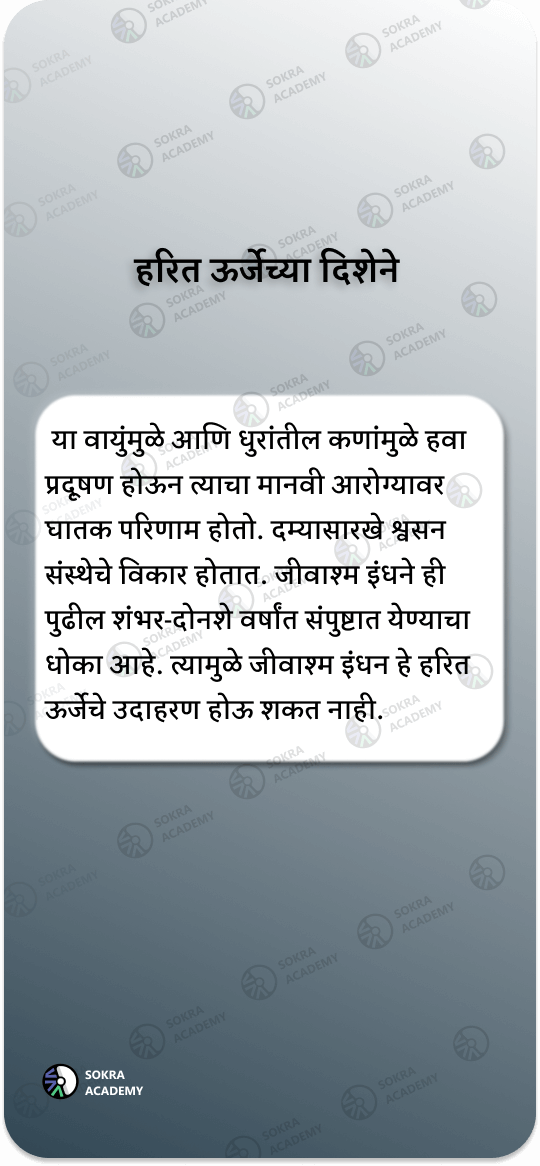 हरित ऊर्जेच्या दिशेने
या वायुंमुळे आणि धुरांतील कणांमुळे हवा
प्रदूषण होऊन त्याचा मानवी आरोग्यावर
घातक परिणाम होतो. दम्यासारखे श्वसन
संस्थेचे विकार होतात. जीवाश्म इंधने ही
पुढील शंभर-दोनशे वर्षांत संपुष्टात येण्याचा
धोका आहे. त्यामुळे जीवाश्म इंधन हे हरित
ऊर्जेचे उदाहरण होऊ शकत नाही.
SOKRA
ACADEMY